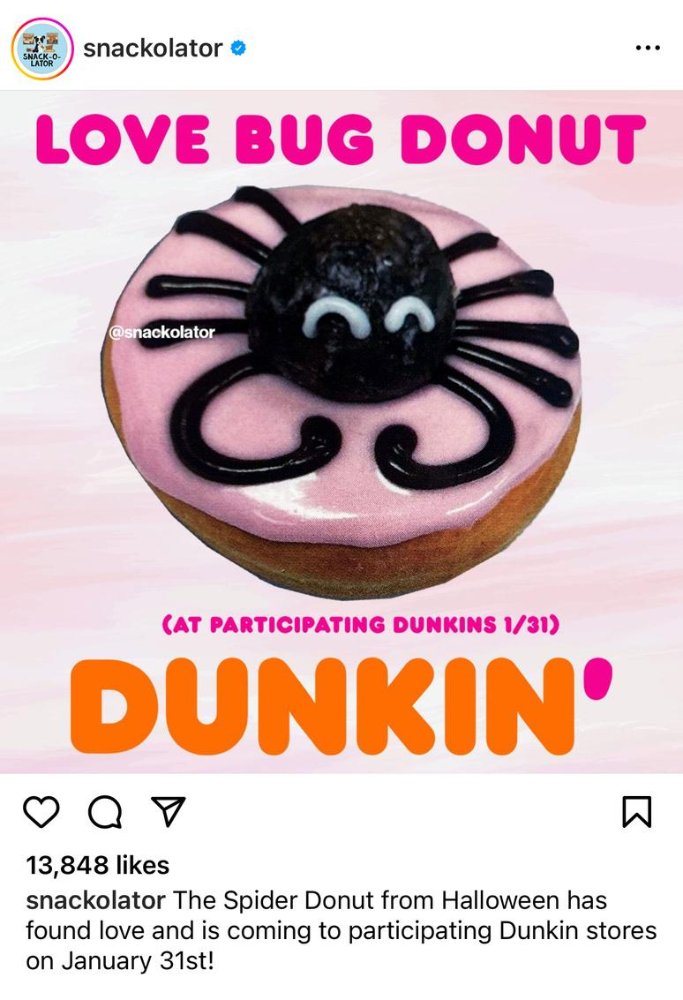 SNACK-O-
LATOR
snackolator
LOVE BUG DONUT
@snackolator
(AT PARTICIPATING DUNKINS 1/31)
DUNKIN'
13,848 likes
snackolator The Spider Donut from Halloween has
found love and is coming to participating Dunkin stores
on January 31st!